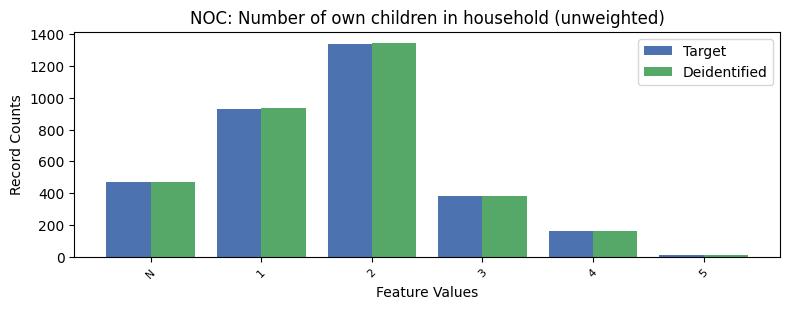 NOC: Number of own children in household (unweighted)
Target
Deidentified
Record Counts
1400
1200
1000
800
600
400
200
0
N 1 2 3 4 5
Feature Values